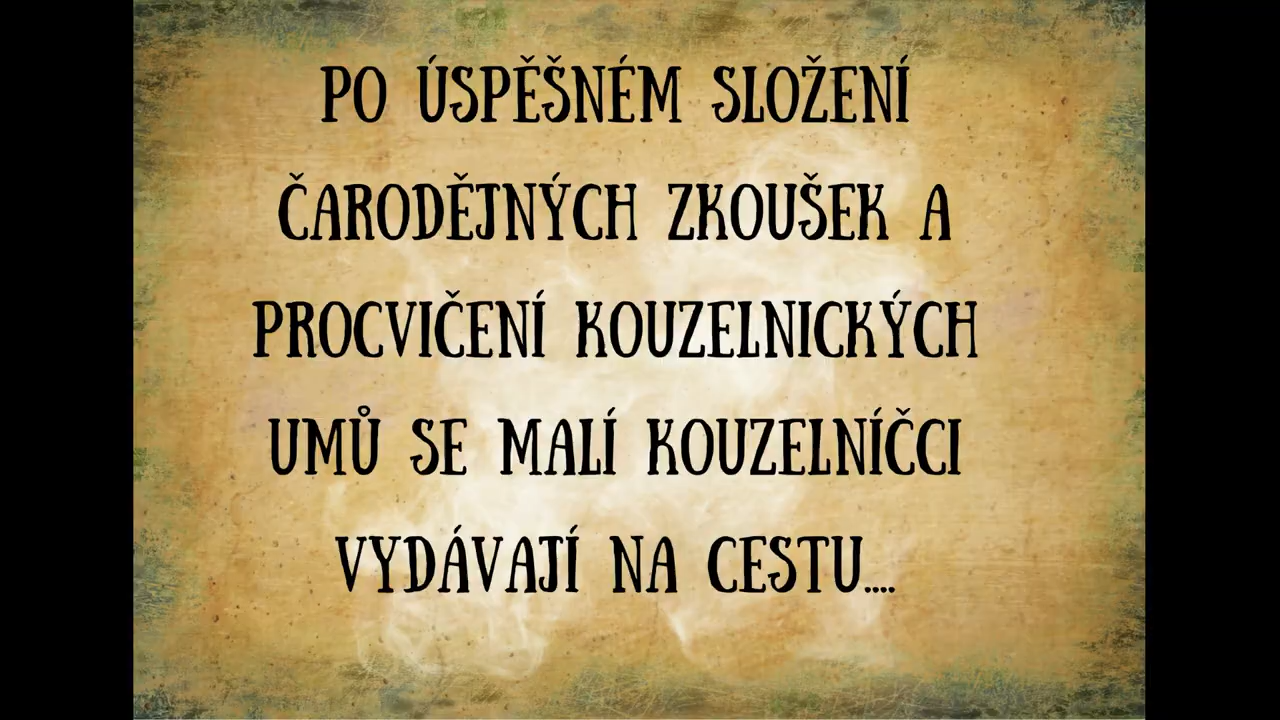 PO ÚSPĚŠNÉM SLOŽENÍ
ČARODĚJNÝCH ZKOUŠEK A
PROCVIČENÍ KOUZELNICKÝCH
UMŮ SE MALÍ KOUZELNÍČCI
VYDÁVAJÍ NA CESTU....